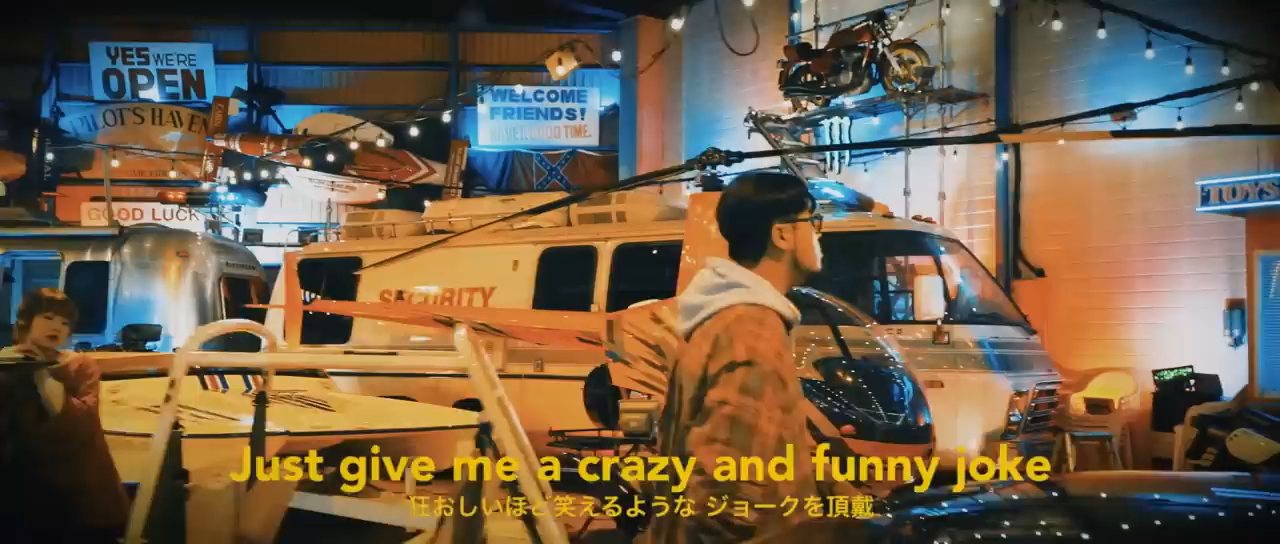 YES WE'RE
OPEN
PILOT'S HAVEN
WELCOME
FRIENDS!
HAVE A GOOD TIME.
GOOD LUCK
SECURITY
TOYS
Just give me a crazy and funny joke
狂おしいほど笑えるような ジョークを頂戴